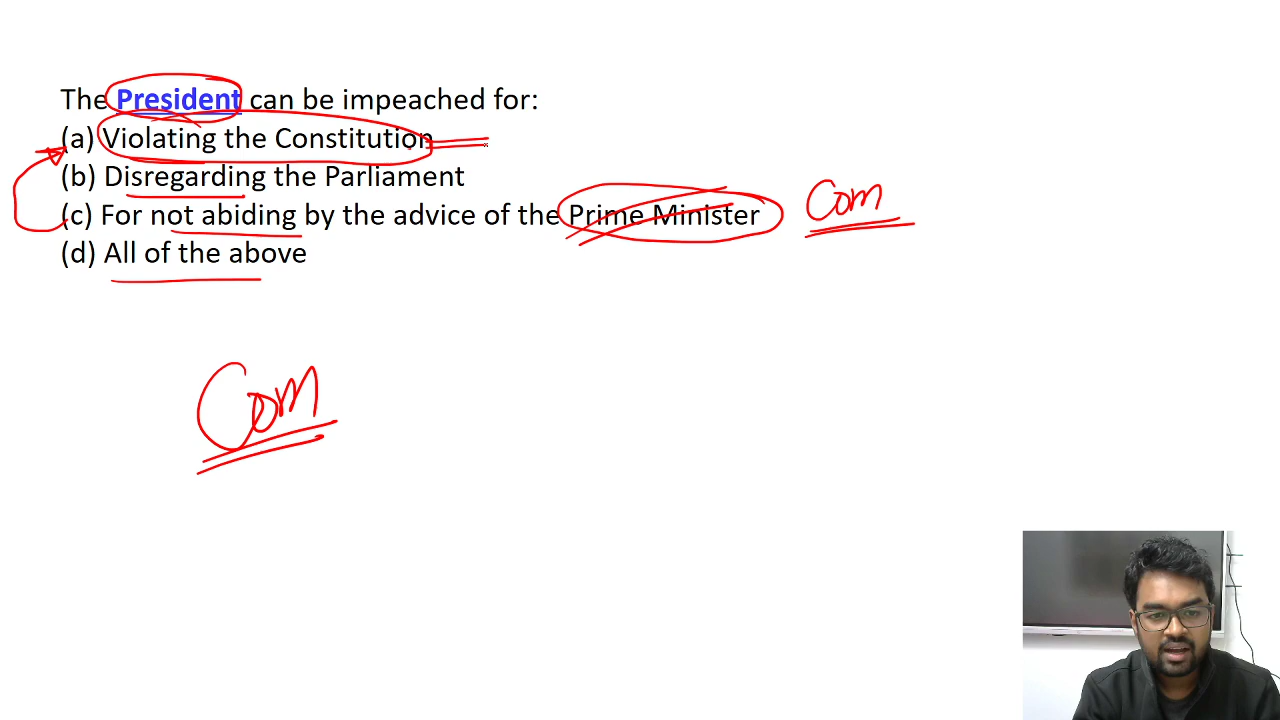 The President can be impeached for:
(a) Violating the Constitution
(b) Disregarding the Parliament
(c) For not abiding by the advice of the Prime Minister
Com
(d) All of the above
Com